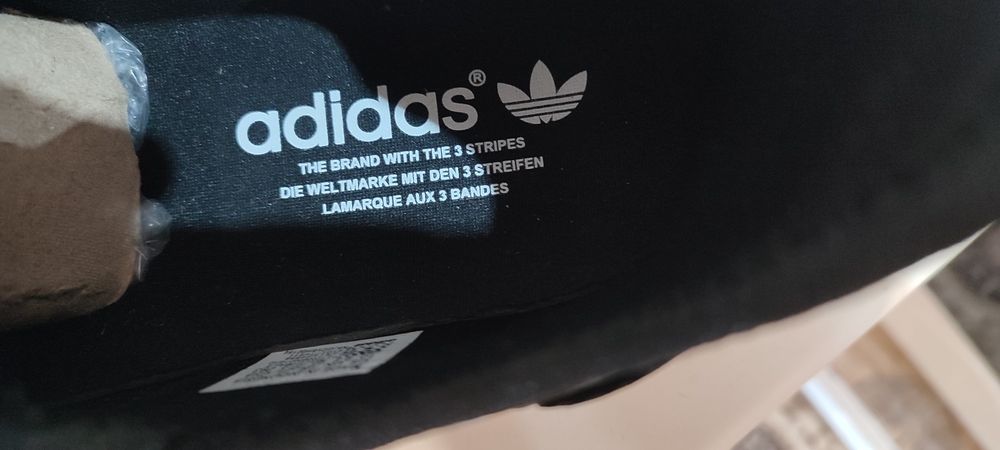 adidas®
THE BRAND WITH THE 3 STRIPES
DIE WELTMARKE MIT DEN 3 STREIFEN
LAMARQUE AUX 3 BANDES